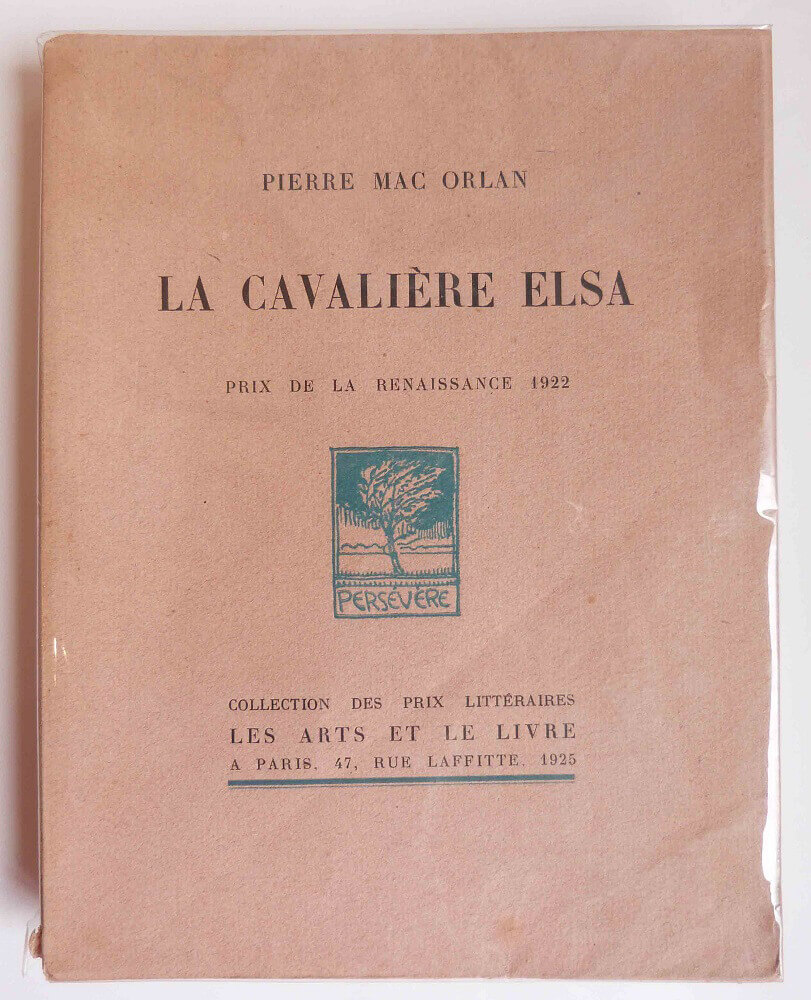 PIERRE MAC ORLAN
LA CAVALIÈRE ELSA
PRIX DE LA RENAISSANCE 1922
PERSÉVÈRE
COLLECTION DES PRIX LITTÉRAIRES
LES ARTS ET LE LIVRE
A PARIS, 47, RUE LAFFITTE, 1925